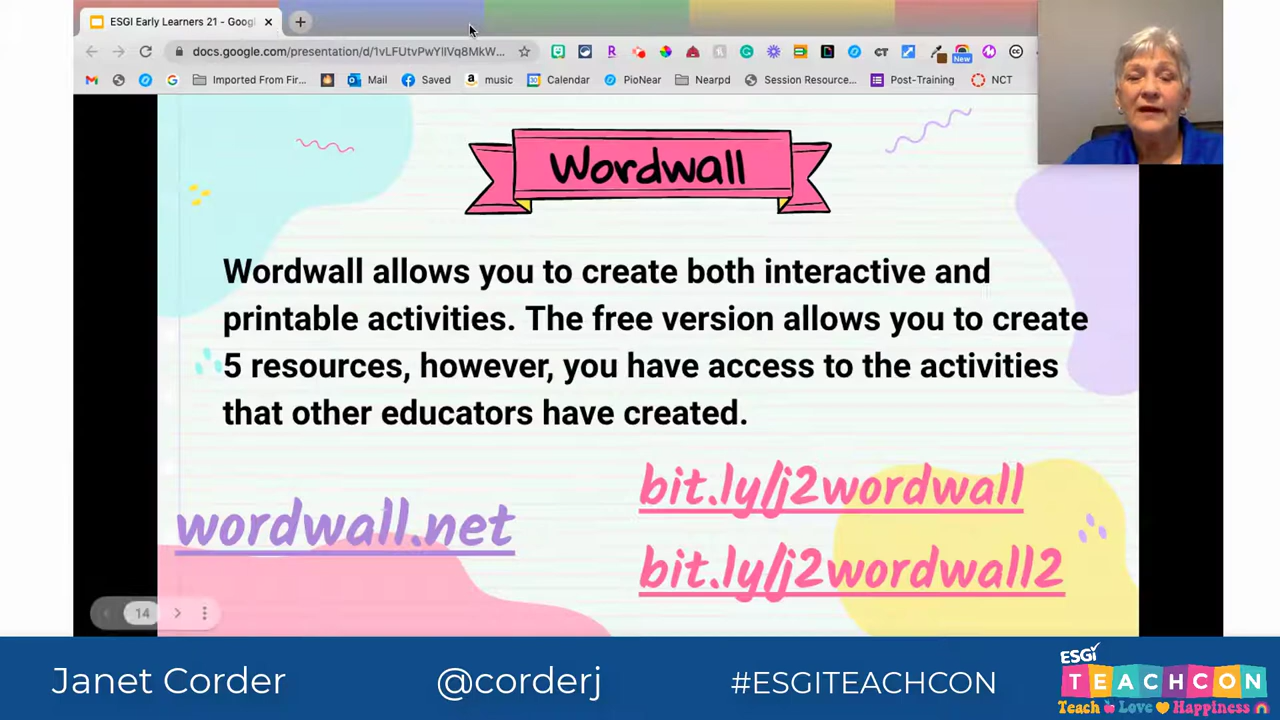 ESGI Early Learners 21 - Googl
docs.google.com/presentation/d/1vLFUtvPwYlIVq8MkW...
New
Imported From Fir...
Mail
Saved
music
Calendar
PioNear
Nearpd
Session Resource...
Post-Training
NCT
Wordwall
Wordwall allows you to create both interactive and
printable activities. The free version allows you to create
5 resources, however, you have access to the activities
that other educators have created.
bit.ly/j2wordwall
wordwall.net
bit.ly/j2wordwall2
14
Janet Corder
@corderj
#ESGITEACHCON
ESGI
TEACHCON
Teach Love Happiness